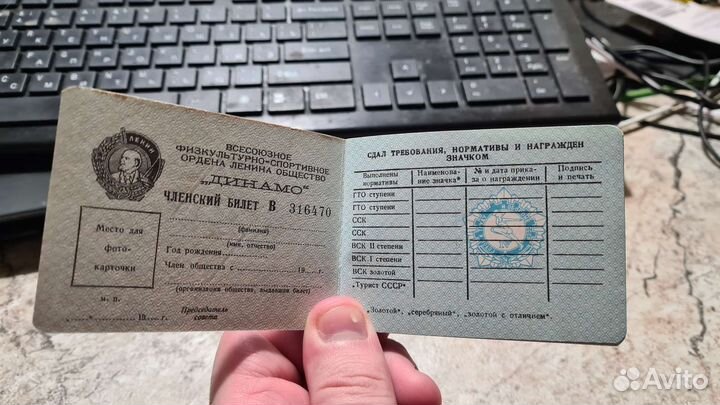 ЛЕНИН
ВСЕСОЮЗНОЕ
ФИЗКУЛЬТУРНО-СПОРТИВНОЕ
ОРДЕНА ЛЕНИНА ОБЩЕСТВО
„ДИНАМО“
ЧЛЕНСКИЙ БИЛЕТ В 316470
(фамилия)
(имя, отчество)
Место для
фото-
карточки
Год рождения
Член общества с 19 г.
(организация общества, выдавшая билет)
м. п.
„ “ 19 г.
Председатель
совета
СДАЛ ТРЕБОВАНИЯ, НОРМАТИВЫ И НАГРАЖДЕН
ЗНАЧКОМ
Выполнены нормативы
Наименова-ние значка*
№ и дата прика-за о награждении
Подпись и печать
ГТО ступени
ГТО ступени
ССК
ССК
ВСК II степени
ВСК I степени
ВСК золотой
„Турист СССР“
* „Золотой“, „серебряный“, „золотой с отличием“.
Avito